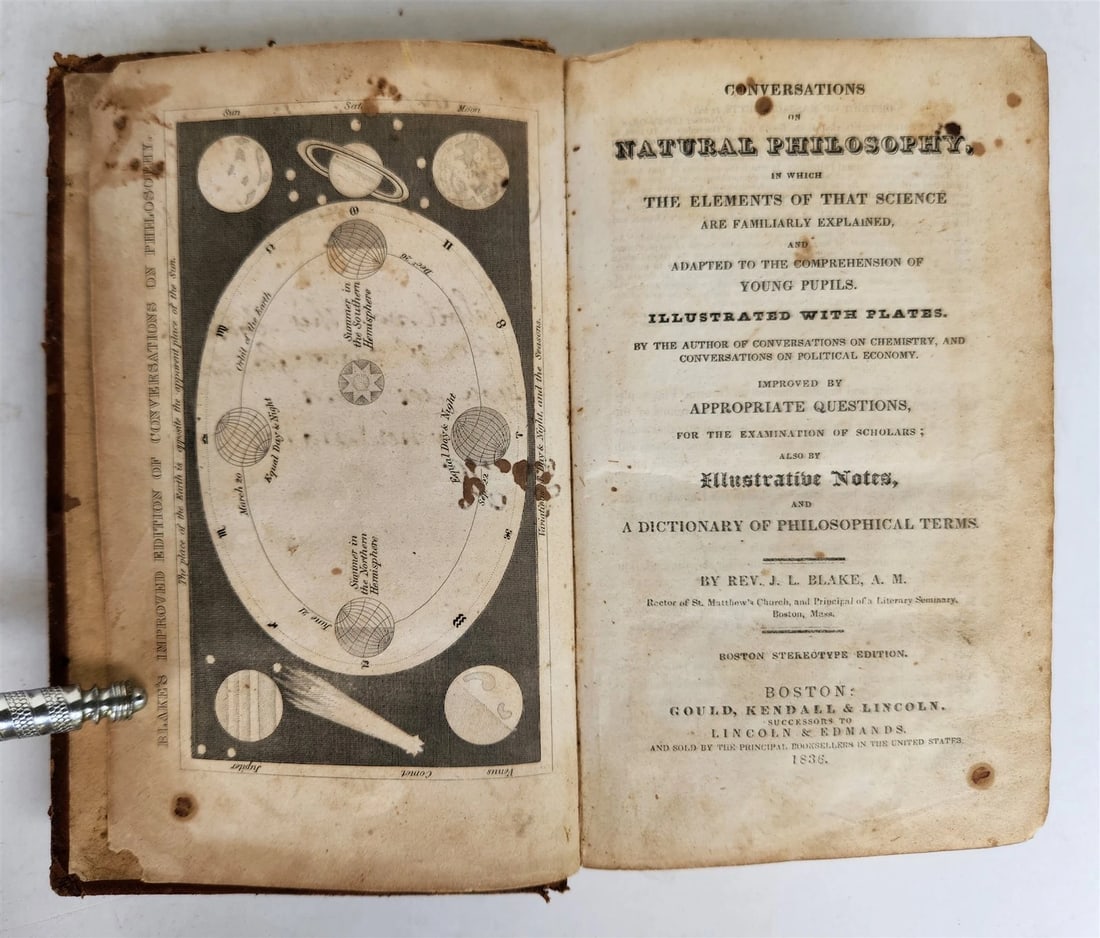 BLAKE'S IMPROVED EDITION OF CONVERSATIONS ON PHILOSOPHY.
The place of the Earth is opposite the apparent place of the Sun.
Sun
Moon
Decr 26
Summer in
the Southern
Hemisphere
Orbit of the Earth
Equal Day & Night
March 20
Equal Day & Night
Sepr 22
Day & Night, and the Seasons.
Summer in
the Northern
Hemisphere
June 21
Jupiter
Comet
Venus
CONVERSATIONS
ON
NATURAL PHILOSOPHY,
IN WHICH
THE ELEMENTS OF THAT SCIENCE
ARE FAMILIARLY EXPLAINED,
AND
ADAPTED TO THE COMPREHENSION OF
YOUNG PUPILS.
ILLUSTRATED WITH PLATES.
BY THE AUTHOR OF CONVERSATIONS ON CHEMISTRY, AND
CONVERSATIONS ON POLITICAL ECONOMY.
IMPROVED BY
APPROPRIATE QUESTIONS,
FOR THE EXAMINATION OF SCHOLARS;
ALSO BY
Illustrative Notes,
AND
A DICTIONARY OF PHILOSOPHICAL TERMS.
BY REV. J. L. BLAKE, A. M.
Rector of St. Matthew's Church, and Principal of a Literary Seminary,
Boston, Mass.
BOSTON STEREOTYPE EDITION.
BOSTON:
GOULD, KENDALL & LINCOLN.
SUCCESSORS TO
LINCOLN & EDMANDS.
AND SOLD BY THE PRINCIPAL BOOKSELLERS IN THE UNITED STATES.
1836.